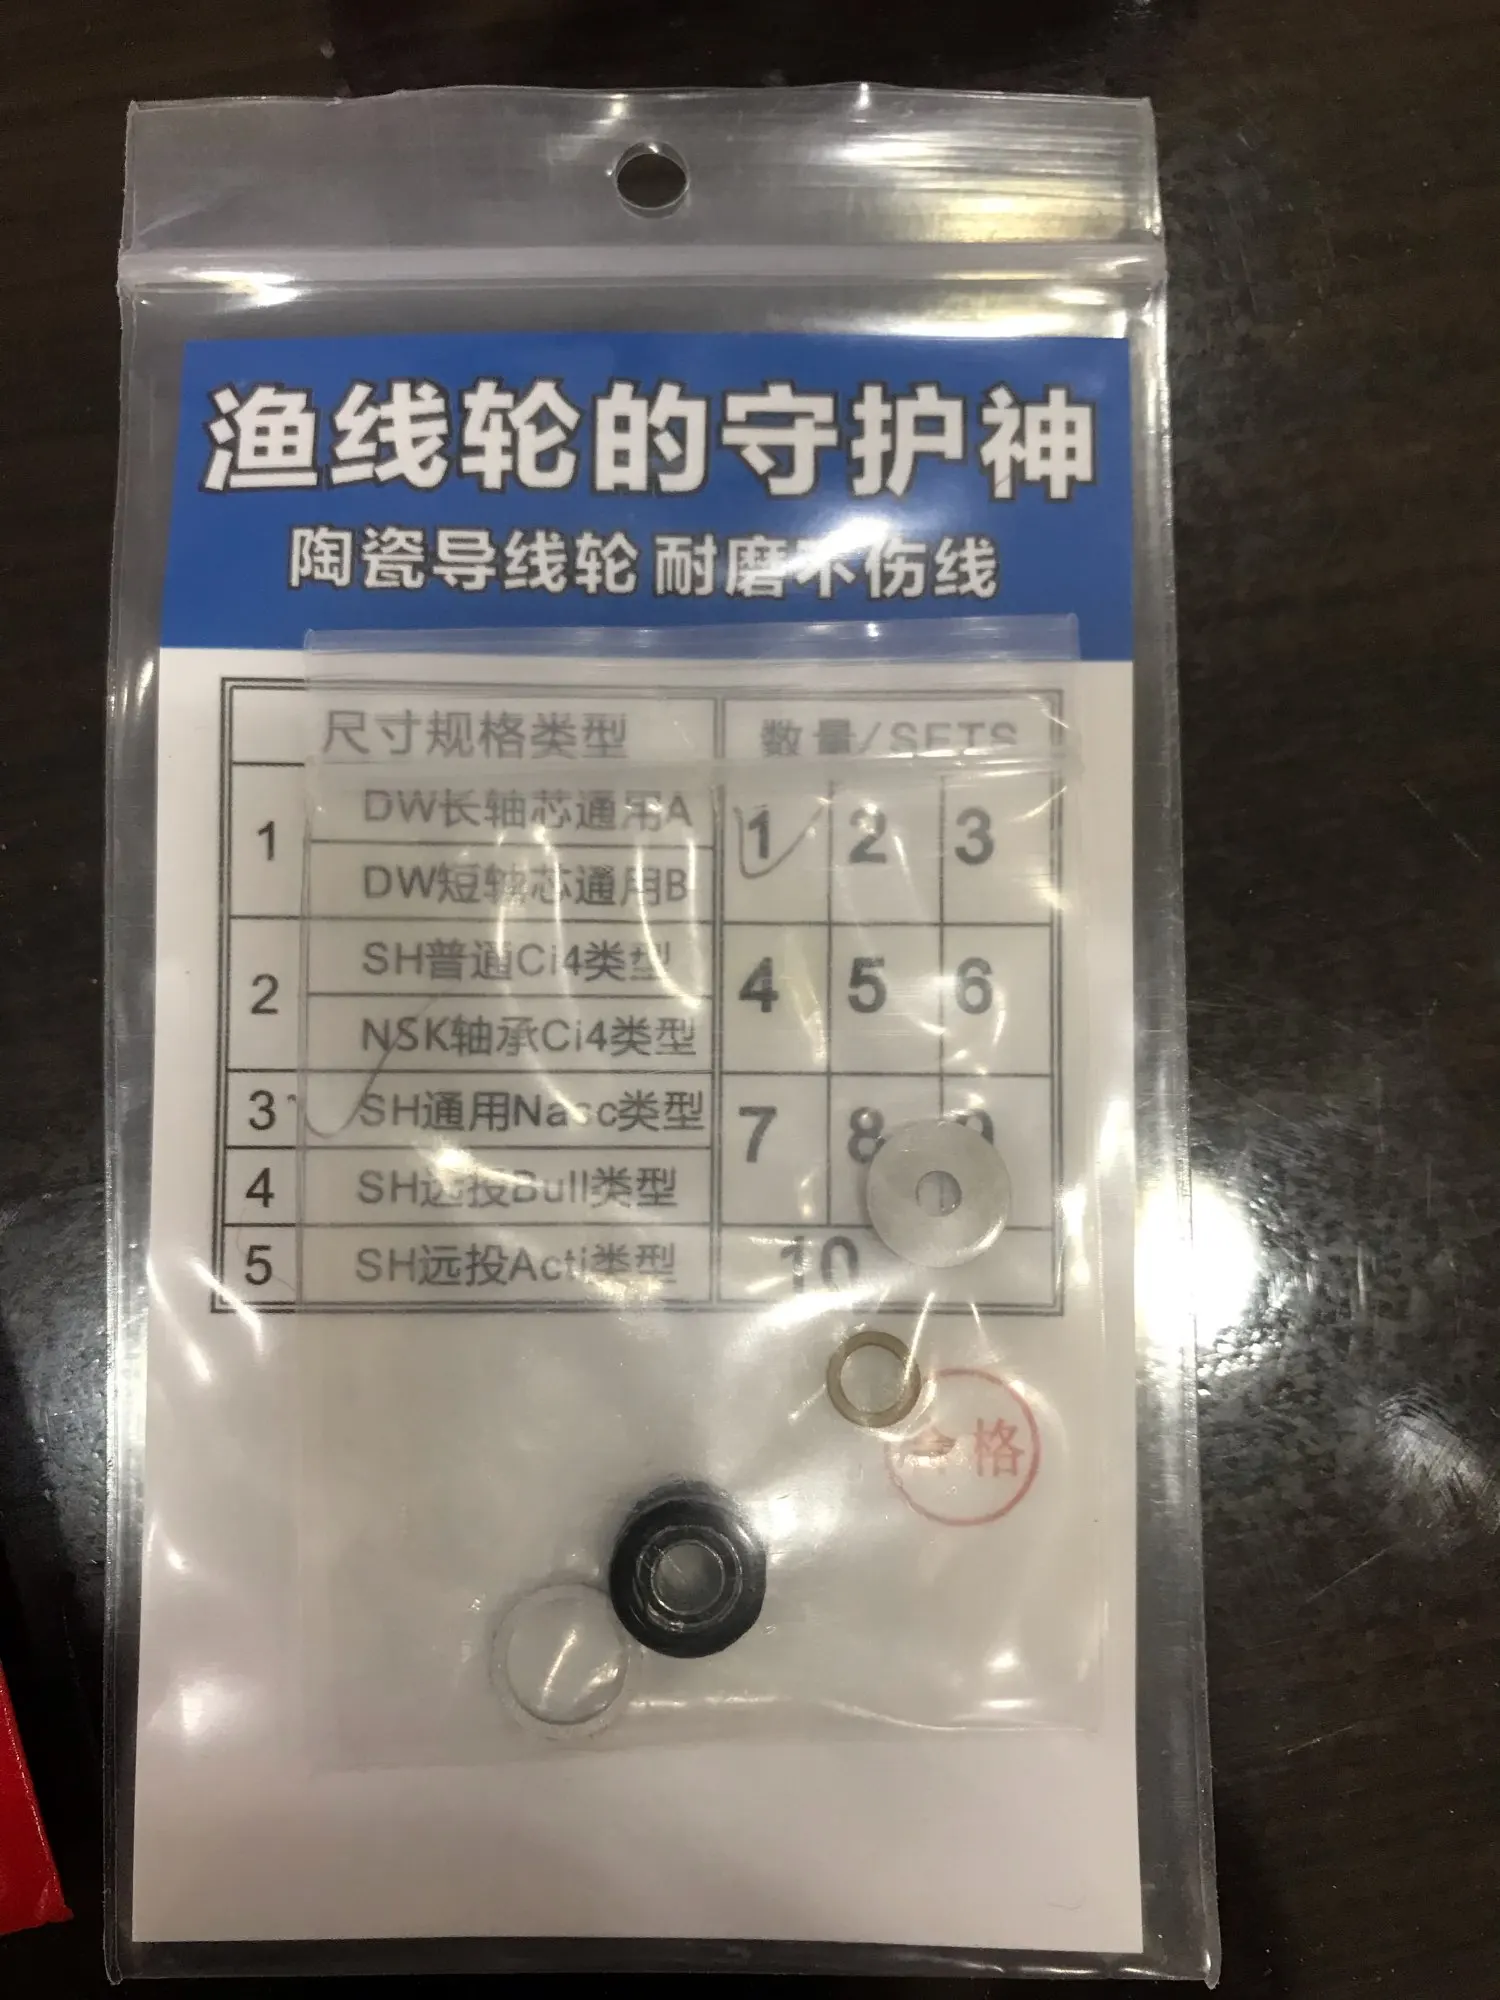 渔线轮的守护神
陶瓷导线轮 耐磨不伤线
尺寸规格类型 数量/SETS
1 DW长轴芯通用A 1 2 3
DW短轴芯通用B
2 SH普通Ci4类型 4 5 6
NSK轴承Ci4类型
3 SH通用Nasc类型 7 8 9
4 SH远投Bull类型
5 SH远投Acti类型 10
合格